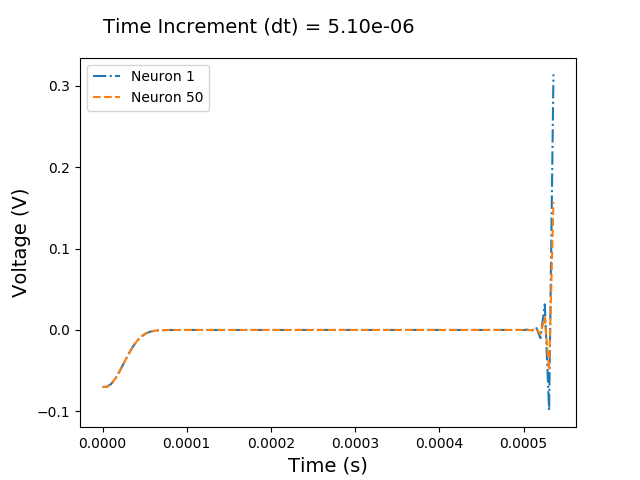 Time Increment (dt) = 5.10e-06
Neuron 1
Neuron 50
Voltage (V)
0.3
0.2
0.1
0.0
−0.1
0.0000
0.0001
0.0002
0.0003
0.0004
0.0005
Time (s)